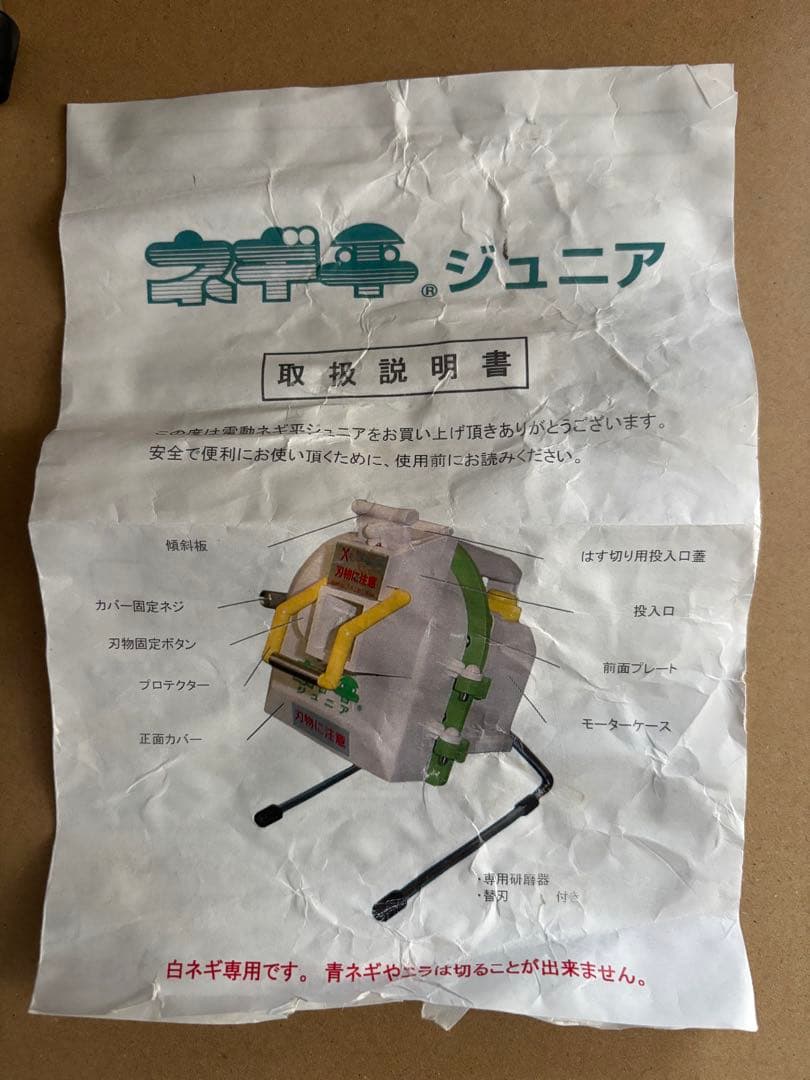 ネギ平® ジュニア
取扱説明書
この度は電動ネギ平ジュニアをお買い上げ頂きありがとうございます。
安全で便利にお使い頂くために、使用前にお読みください。
傾斜板
カバー固定ネジ
刃物固定ボタン
プロテクター
正面カバー
はす切り用投入口蓋
投入口
前面プレート
モーターケース
刃物に注意
ジュニア®
刃物に注意
・専用研磨器
・替刃 付き
白ネギ専用です。 青ネギやニラは切ることが出来ません。